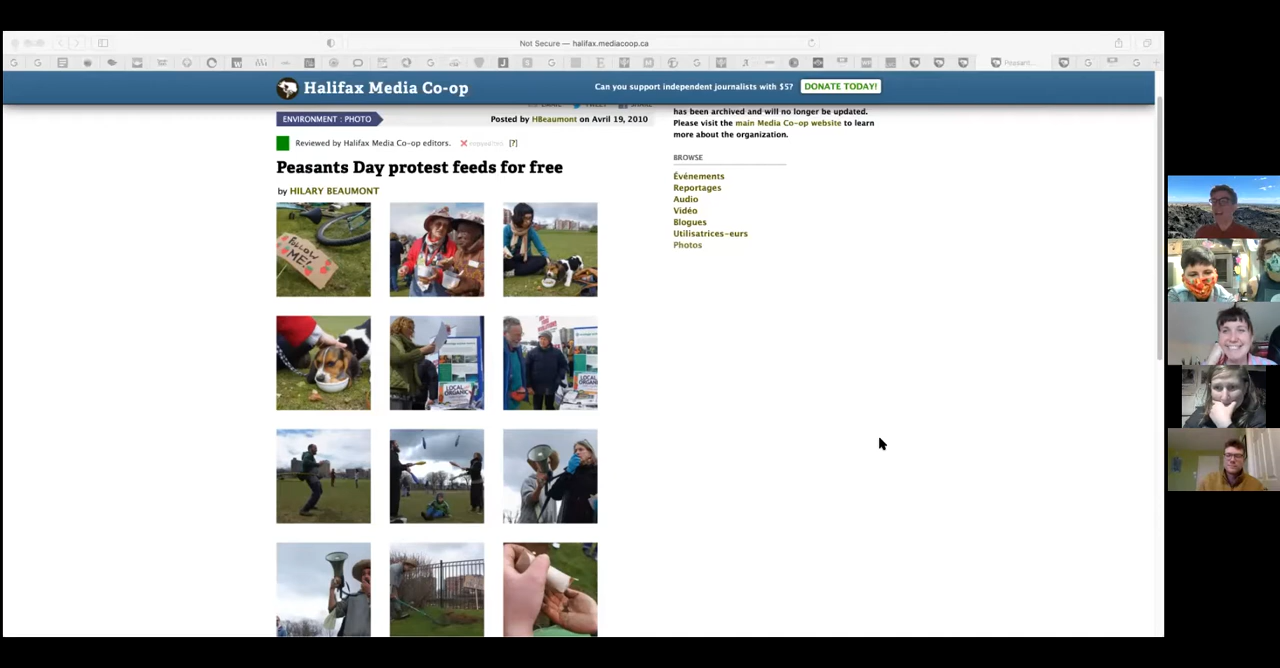 Not Secure — halifax.mediacoop.ca
Peasant...
Halifax Media Co-op
Can you support independent journalists with $5?
DONATE TODAY!
ENVIRONMENT : PHOTO
Posted by HBeaumont on Avril 19, 2010
Reviewed by Halifax Media Co-op editors.
[?]
Peasants Day protest feeds for free
by HILARY BEAUMONT
FOLLOW
ME!
LOCAL
ORGANIC
LOCAL
ORGANIC
has been archived and will no longer be updated.
Please visit the main Media Co-op website to learn
more about the organization.
BROWSE
Événements
Reportages
Audio
Vidéo
Blogues
Utilisatrices-eurs
Photos